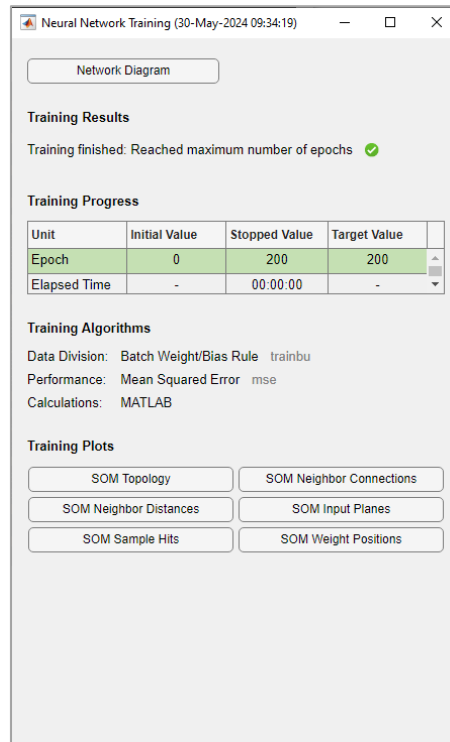 Neural Network Training (30-May-2024 09:34:19)
Network Diagram
Training Results
Training finished: Reached maximum number of epochs
Training Progress
Unit Initial Value Stopped Value Target Value
Epoch 0 200 200
Elapsed Time - 00:00:00 -
Training Algorithms
Data Division: Batch Weight/Bias Rule trainbu
Performance: Mean Squared Error mse
Calculations: MATLAB
Training Plots
SOM Topology SOM Neighbor Connections
SOM Neighbor Distances SOM Input Planes
SOM Sample Hits SOM Weight Positions